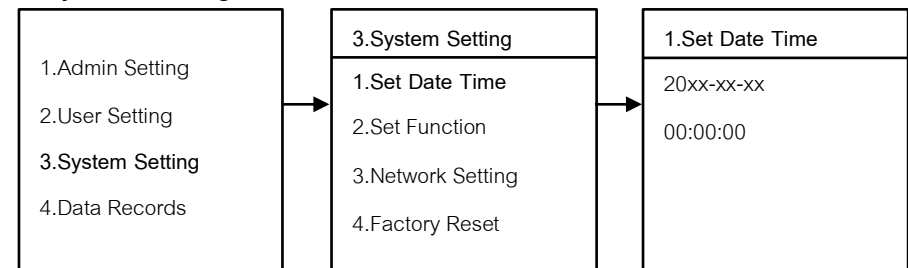 1.Admin Setting
2.User Setting
3.System Setting
4.Data Records
3.System Setting
1.Set Date Time
2.Set Function
3.Network Setting
4.Factory Reset
1.Set Date Time
20xx-xx-xx
00:00:00